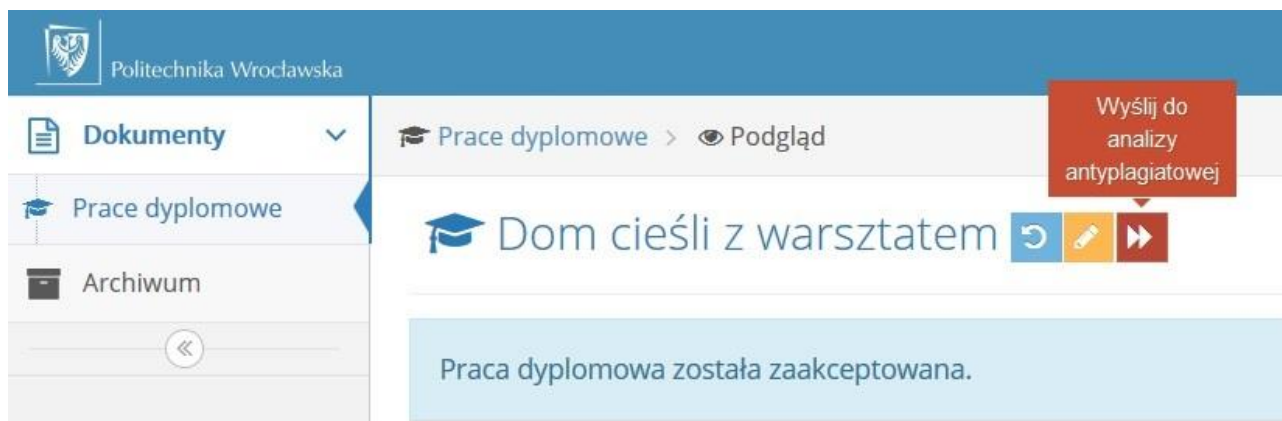 Politechnika Wrocławska
Dokumenty
Prace dyplomowe > Podgląd
Wyślij do
analizy
antyplagiatowej
Prace dyplomowe
Dom cieśli z warsztatem
Archiwum
Praca dyplomowa została zaakceptowana.